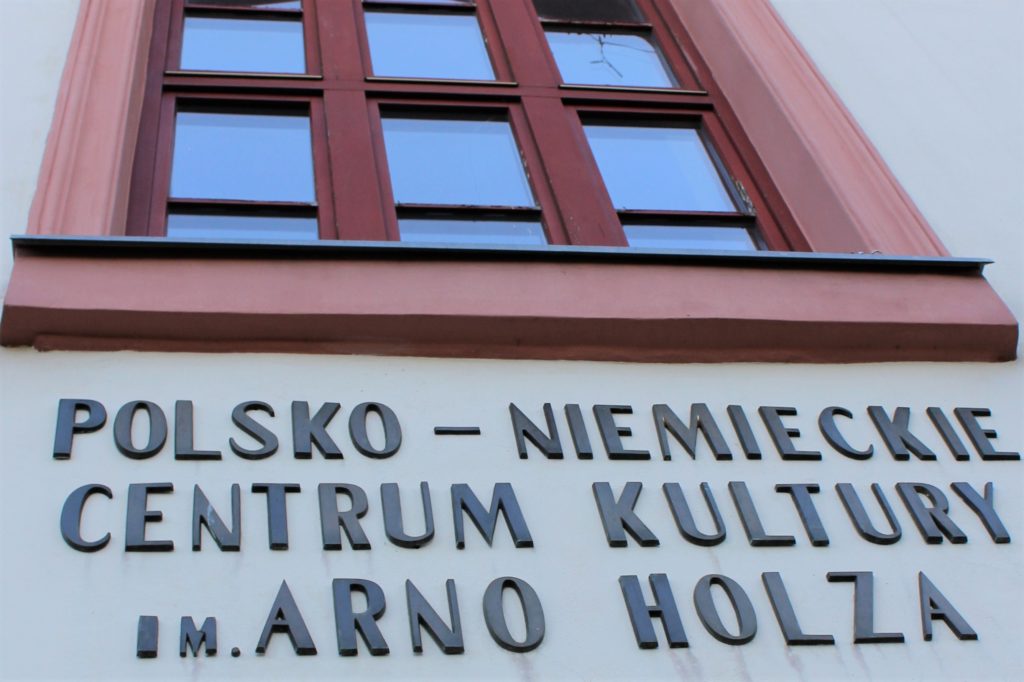 POLSKO – NIEMIECKIE
CENTRUM KULTURY
IM. ARNO HOLZA